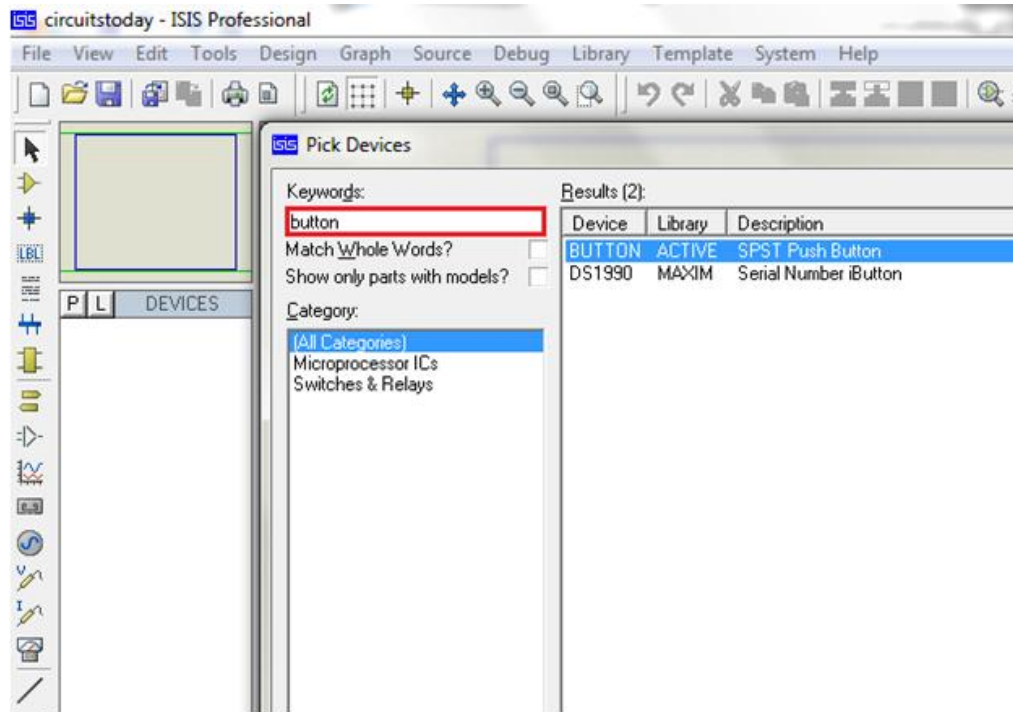 isis circuitstoday - ISIS Professional
File View Edit Tools Design Graph Source Debug Library Template System Help
isis Pick Devices
Keywords:
button
Match Whole Words?
Show only parts with models?
Category:
(All Categories)
Microprocessor ICs
Switches & Relays
Results (2):
Device Library Description
BUTTON ACTIVE SPST Push Button
DS1990 MAXIM Serial Number iButton
LBL
P L DEVICES
V
I